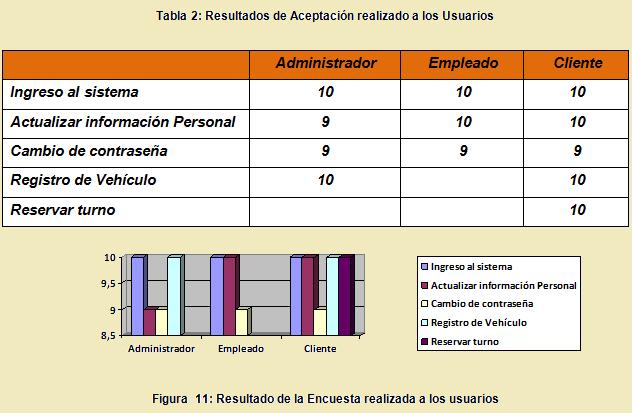 Tabla 2: Resultados de Aceptación realizado a los Usuarios
Administrador Empleado Cliente
Ingreso al sistema 10 10 10
Actualizar información Personal 9 10 10
Cambio de contraseña 9 9 9
Registro de Vehículo 10 10
Reservar turno 10
10
9,5
9
8,5
Administrador Empleado Cliente
Ingreso al sistema
Actualizar información Personal
Cambio de contraseña
Registro de Vehículo
Reservar turno
Figura 11: Resultado de la Encuesta realizada a los usuarios